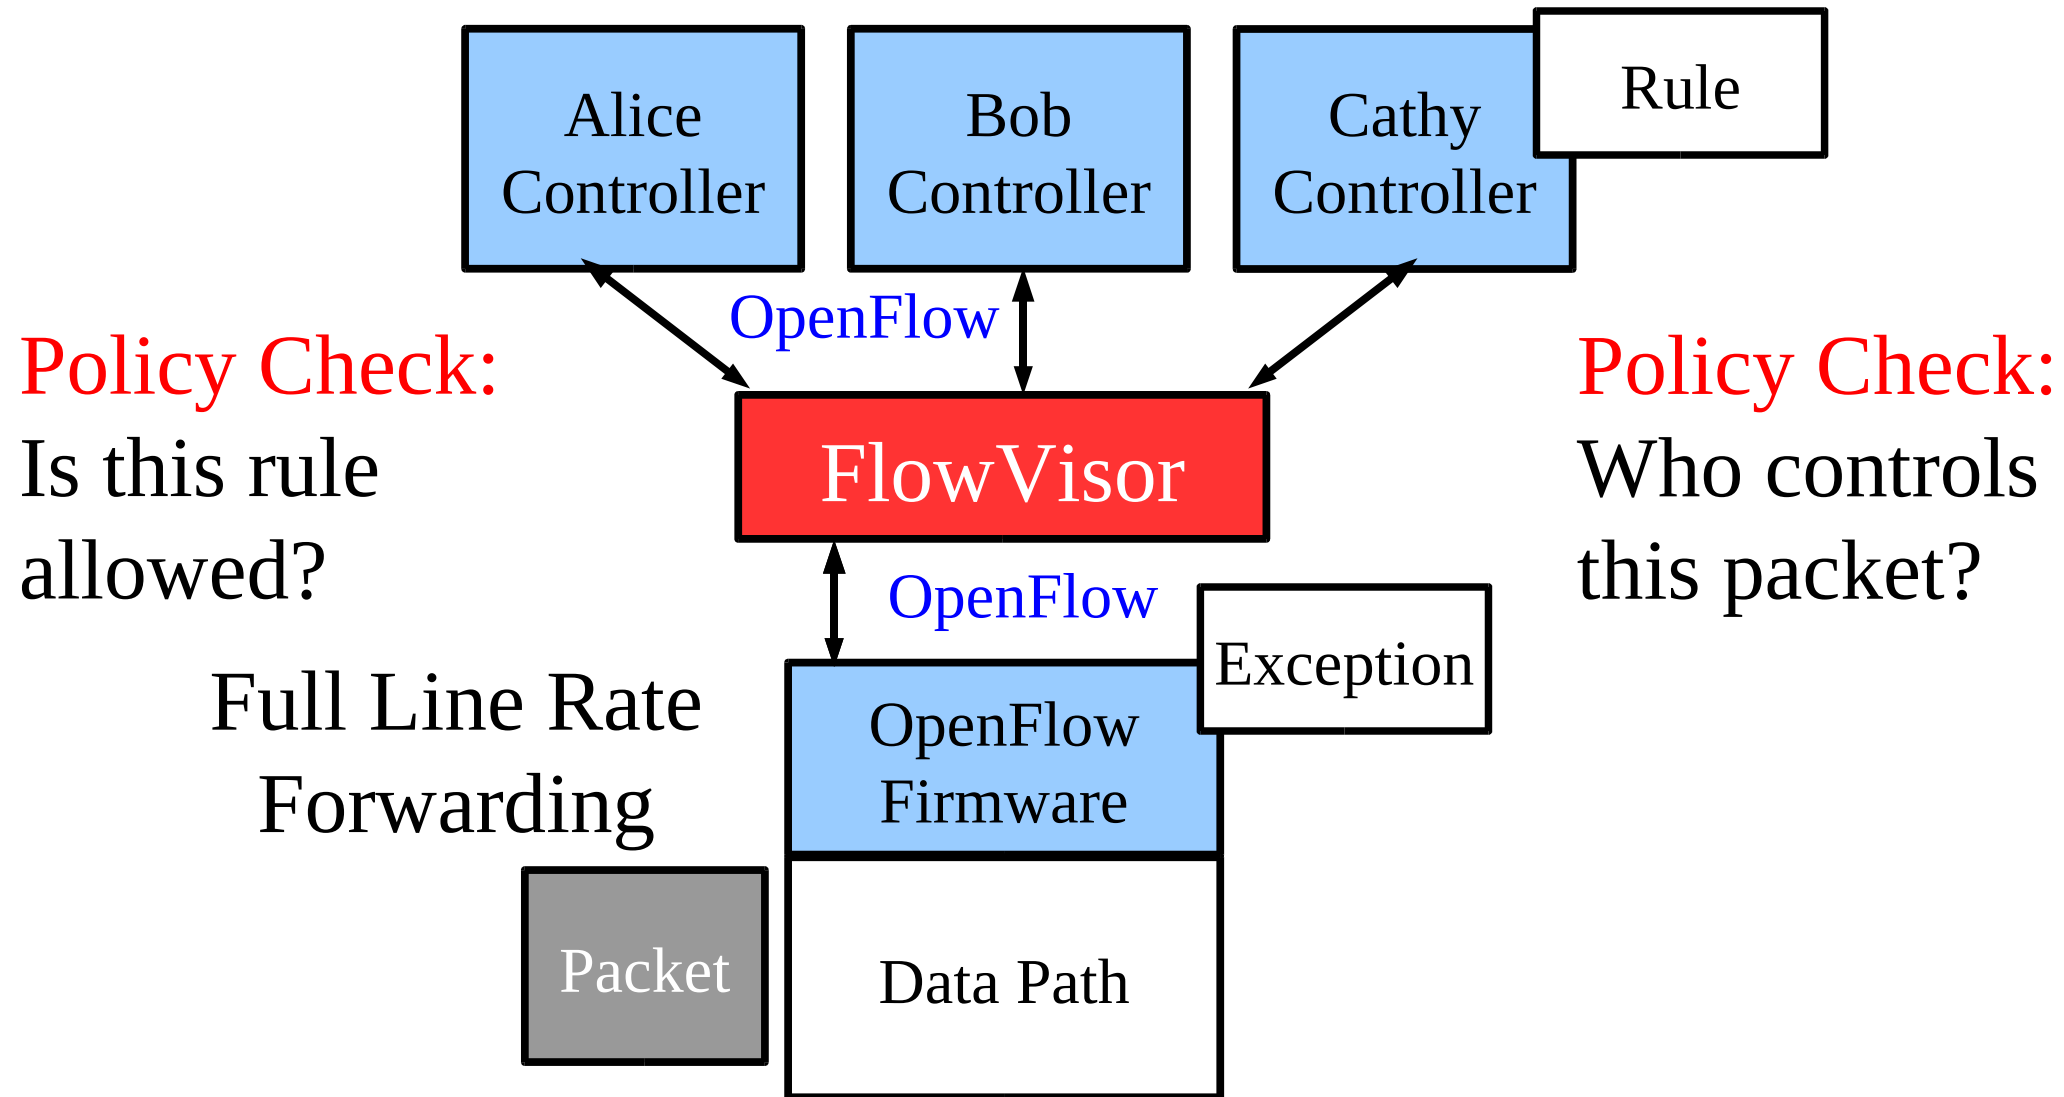 Alice
Controller
Bob
Controller
Cathy
Controller
Rule
OpenFlow
Policy Check:
Is this rule
allowed?
FlowVisor
Policy Check:
Who controls
this packet?
OpenFlow
Exception
Full Line Rate
Forwarding
OpenFlow
Firmware
Packet
Data Path